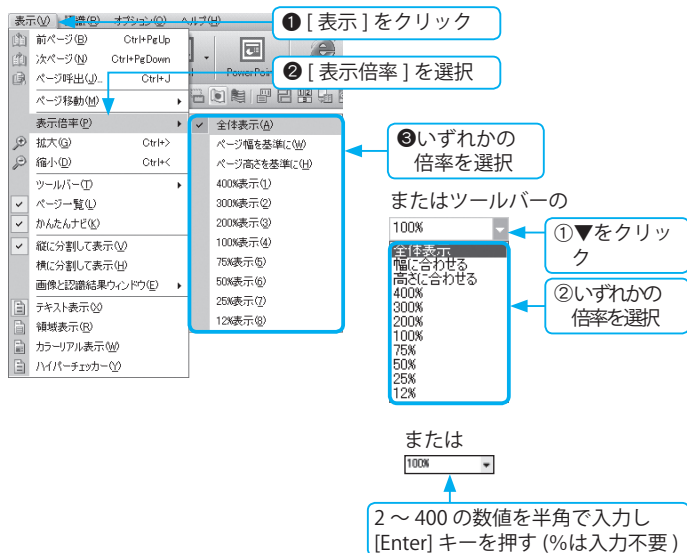 表示(V)
オプション(O)
ヘルプ(H)
❶ [ 表示 ] をクリック
前ページ(B) Ctrl+PgUp
次ページ(N) Ctrl+PgDown
ページ呼出(J)... Ctrl+J
ページ移動(M)
表示倍率(P)
拡大(G) Ctrl+>
縮小(D) Ctrl+<
ツールバー(T)
ページ一覧(L)
かんたんナビ(K)
縦に分割して表示(V)
横に分割して表示(H)
画像と認識結果ウィンドウ(E)
テキスト表示(X)
領域表示(R)
カラーリアル表示(W)
ハイパーチェッカー(Y)
❷ [ 表示倍率 ] を選択
全体表示(A)
ページ幅を基準に(W)
ページ高さを基準に(H)
400%表示(1)
300%表示(2)
200%表示(3)
100%表示(4)
75%表示(5)
50%表示(6)
25%表示(7)
12%表示(8)
❸いずれかの
倍率を選択
またはツールバーの
100%
①▼をクリッ
ク
全体表示
幅に合わせる
高さに合わせる
400%
300%
200%
100%
75%
50%
25%
12%
②いずれかの
倍率を選択
または
100%
2 ～ 400 の数値を半角で入力し
[Enter] キーを押す (%は入力不要 )